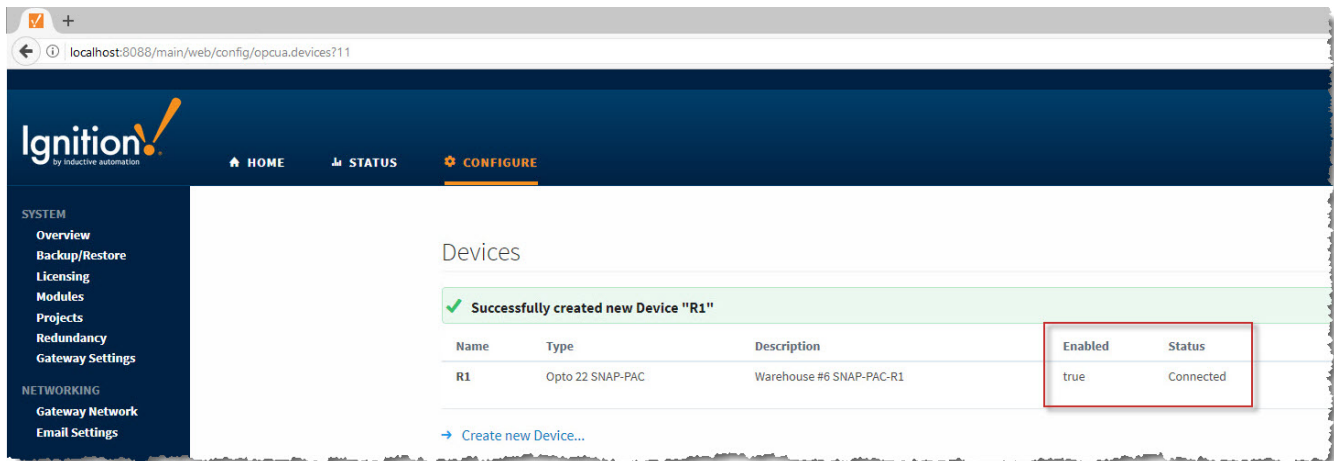 +
localhost:8088/main/web/config/opcua.devices?11
Ignition!
by inductive automation
HOME STATUS CONFIGURE
SYSTEM
Overview
Backup/Restore
Licensing
Modules
Projects
Redundancy
Gateway Settings
NETWORKING
Gateway Network
Email Settings
Devices
Successfully created new Device "R1"
Name Type Description Enabled Status
R1 Opto 22 SNAP-PAC Warehouse #6 SNAP-PAC-R1 true Connected
→ Create new Device...